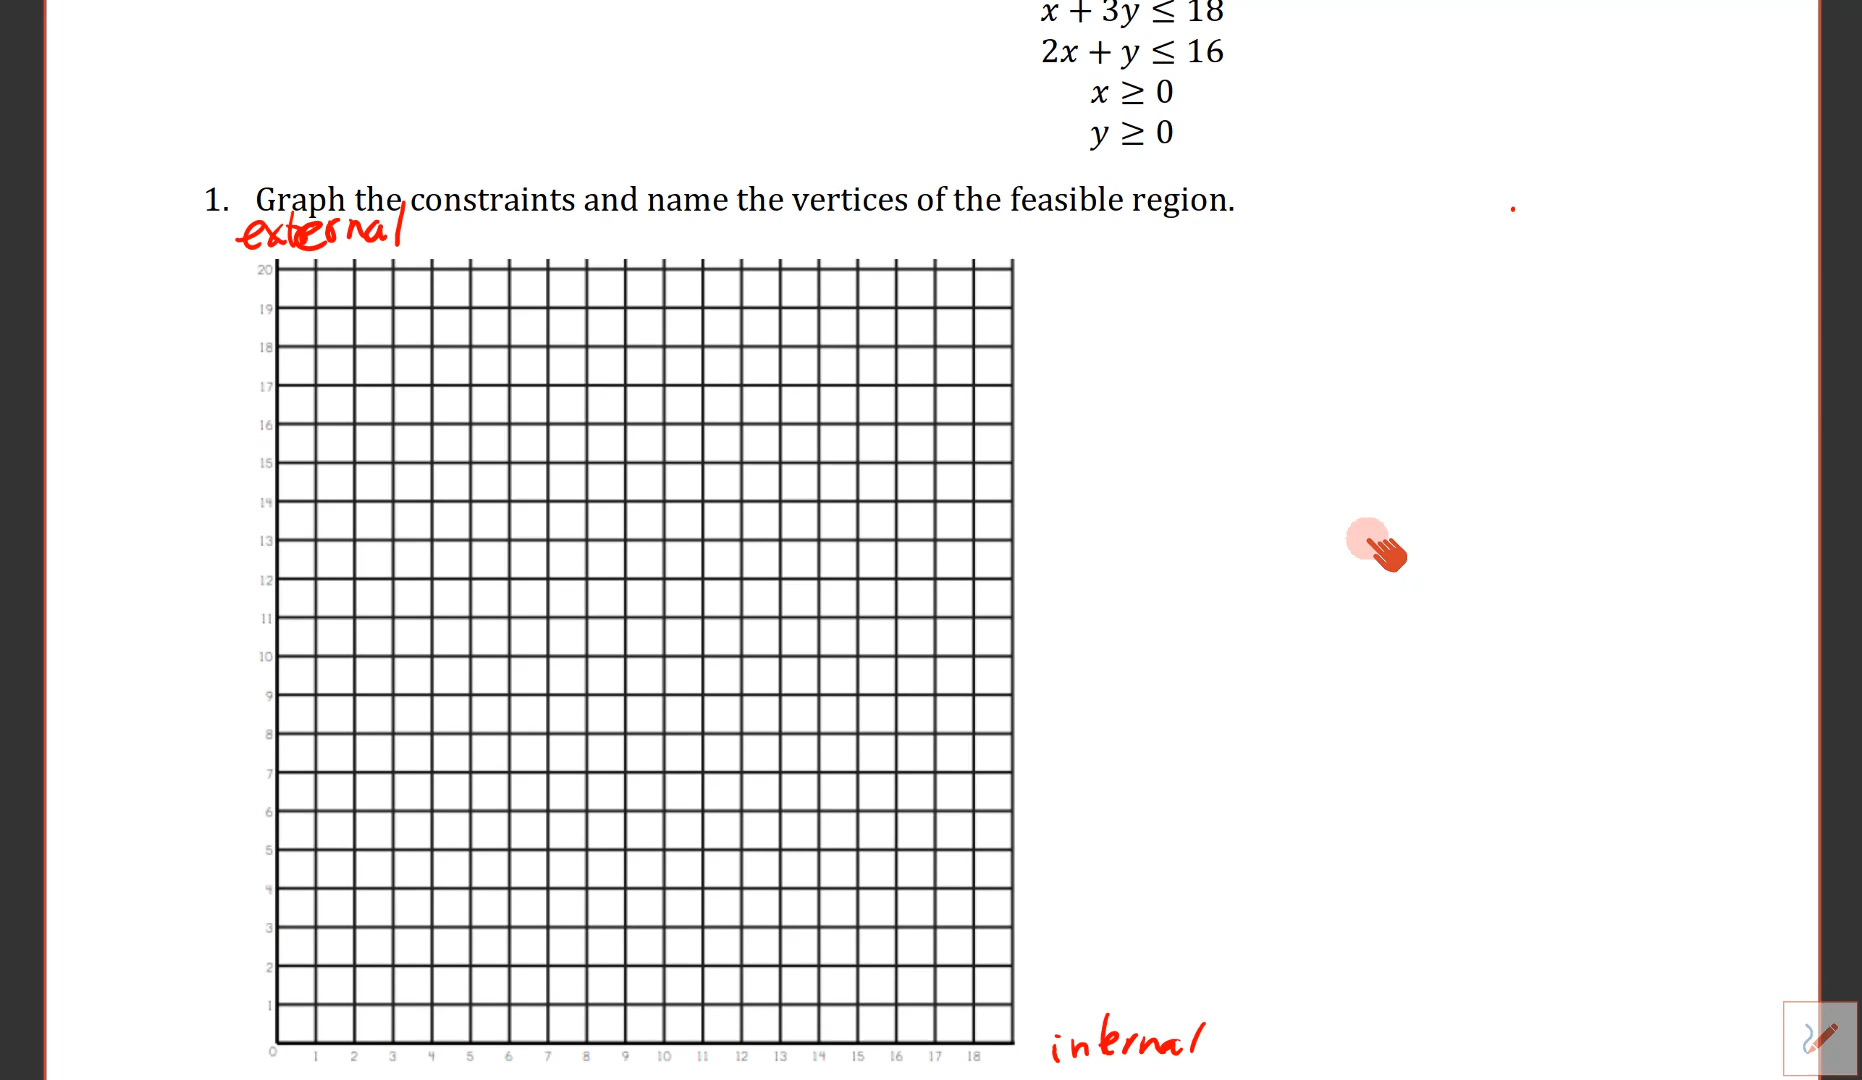 x + 3y ≤ 18
2x + y ≤ 16
x ≥ 0
y ≥ 0
1. Graph the constraints and name the vertices of the feasible region.
external
20
19
18
17
16
15
14
13
12
11
10
9
8
7
6
5
4
3
2
1
0 1 2 3 4 5 6 7 8 9 10 11 12 13 14 15 16 17 18
internal